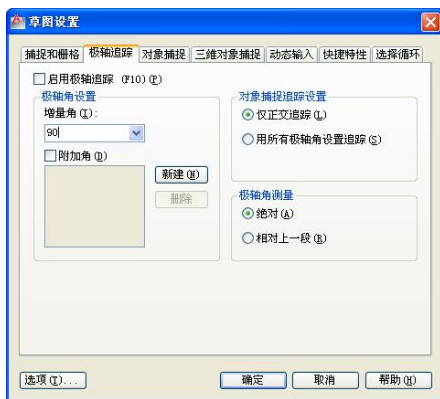 草图设置
捕捉和栅格 极轴追踪 对象捕捉 三维对象捕捉 动态输入 快捷特性 选择循环
启用极轴追踪 (F10)(P)
极轴角设置
增量角(I):
90
附加角(D)
新建(N)
删除
对象捕捉追踪设置
仅正交追踪(L)
用所有极轴角设置追踪(S)
极轴角测量
绝对(A)
相对上一段(R)
选项(T)...
确定 取消 帮助(H)